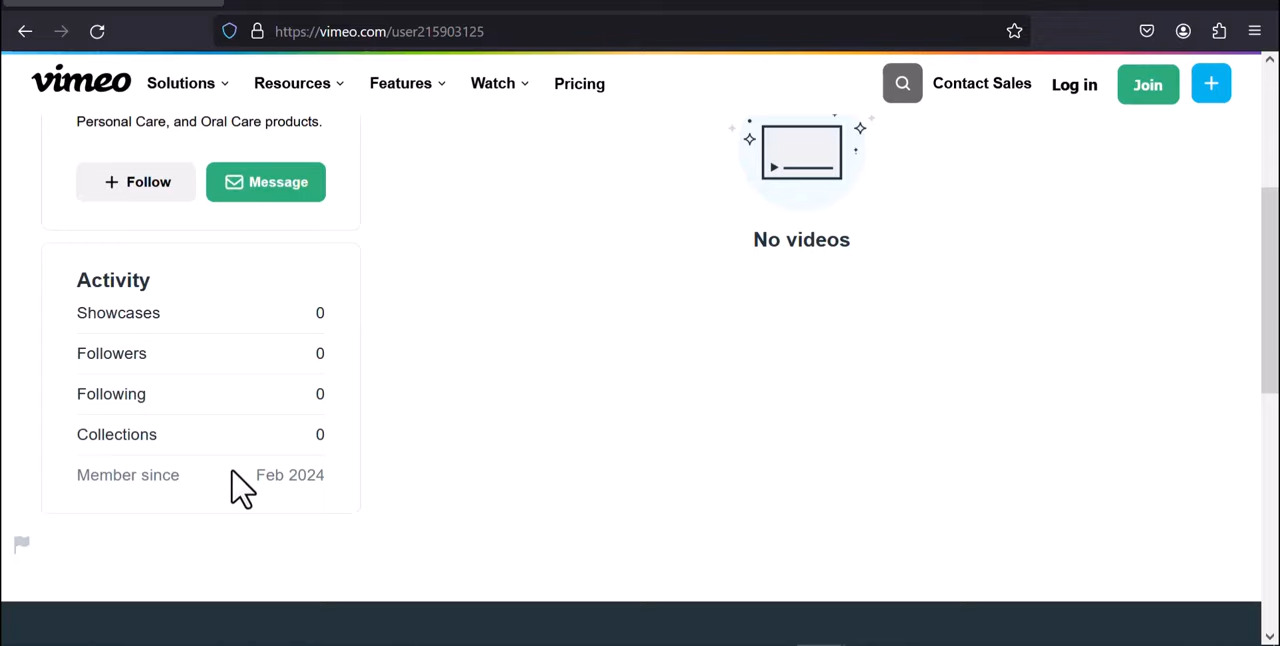 https://vimeo.com/user215903125
vimeo Solutions Resources Features Watch Pricing Contact Sales Log in Join +
Personal Care, and Oral Care products.
+ Follow Message
No videos
Activity
Showcases 0
Followers 0
Following 0
Collections 0
Member since Feb 2024